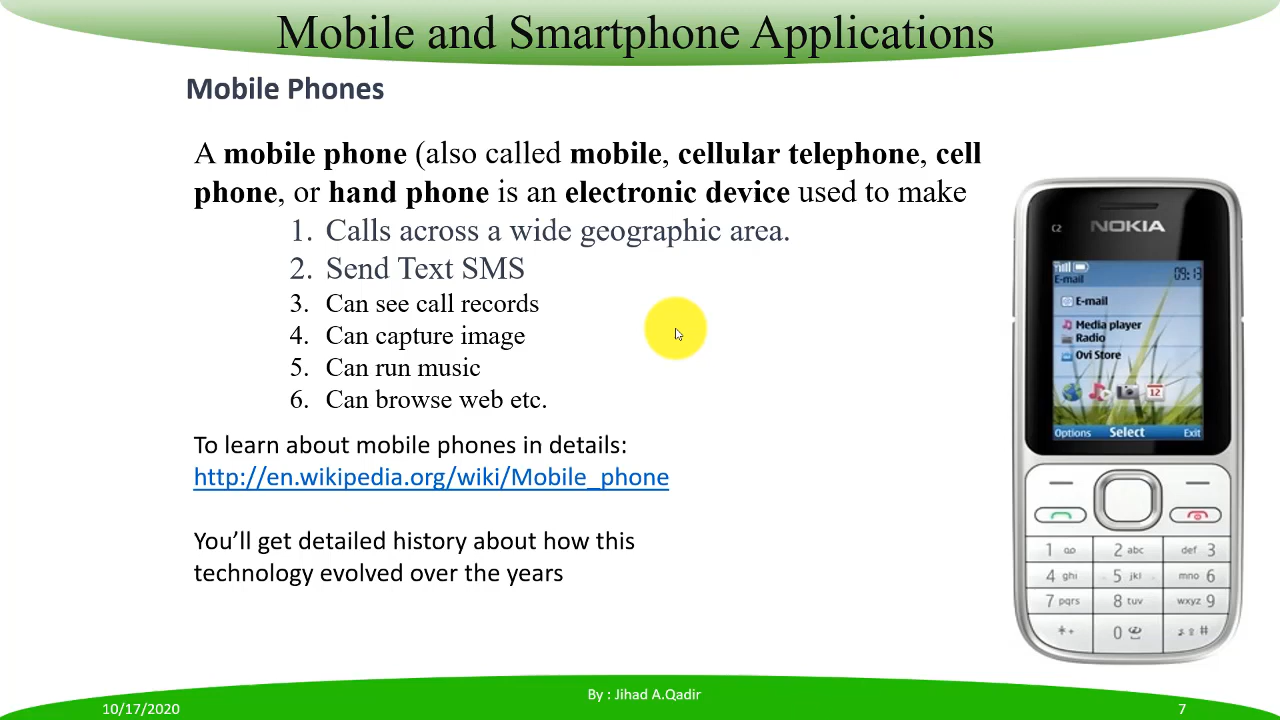 Mobile and Smartphone Applications
Mobile Phones
A mobile phone (also called mobile, cellular telephone, cell
phone, or hand phone is an electronic device used to make
1. Calls across a wide geographic area.
2. Send Text SMS
3. Can see call records
4. Can capture image
5. Can run music
6. Can browse web etc.
To learn about mobile phones in details:
http://en.wikipedia.org/wiki/Mobile_phone
You’ll get detailed history about how this
technology evolved over the years
C2 NOKIA
09:13
E-mail
E-mail
Media player
Radio
Ovi Store
12
Options Select Exit
1 2 abc def 3
4 ghi 5 jkl mno 6
7 pqrs 8 tuv wxyz 9
*+ 0 #
By : Jihad A.Qadir
10/17/2020
7